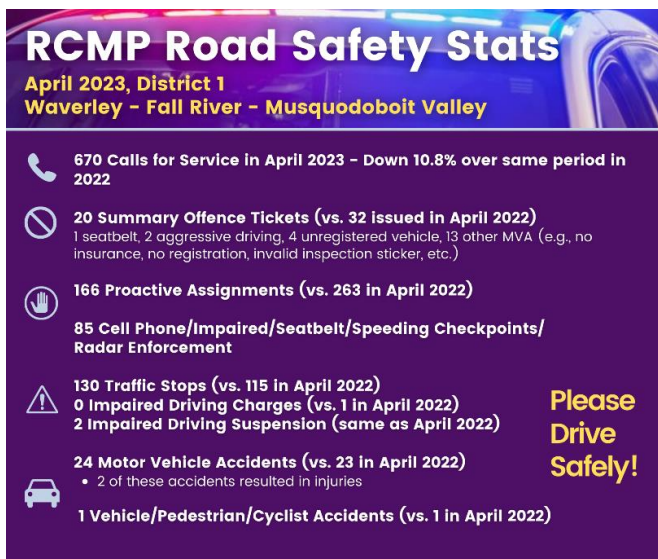 RCMP Road Safety Stats
April 2023, District 1
Waverley - Fall River - Musquodoboit Valley
670 Calls for Service in April 2023 - Down 10.8% over same period in
2022
20 Summary Offence Tickets (vs. 32 issued in April 2022)
1 seatbelt, 2 aggressive driving, 4 unregistered vehicle, 13 other MVA (e.g., no
insurance, no registration, invalid inspection sticker, etc.)
166 Proactive Assignments (vs. 263 in April 2022)
85 Cell Phone/Impaired/Seatbelt/Speeding Checkpoints/
Radar Enforcement
130 Traffic Stops (vs. 115 in April 2022)
0 Impaired Driving Charges (vs. 1 in April 2022)
2 Impaired Driving Suspension (same as April 2022)
24 Motor Vehicle Accidents (vs. 23 in April 2022)
• 2 of these accidents resulted in injuries
1 Vehicle/Pedestrian/Cyclist Accidents (vs. 1 in April 2022)
Please
Drive
Safely!